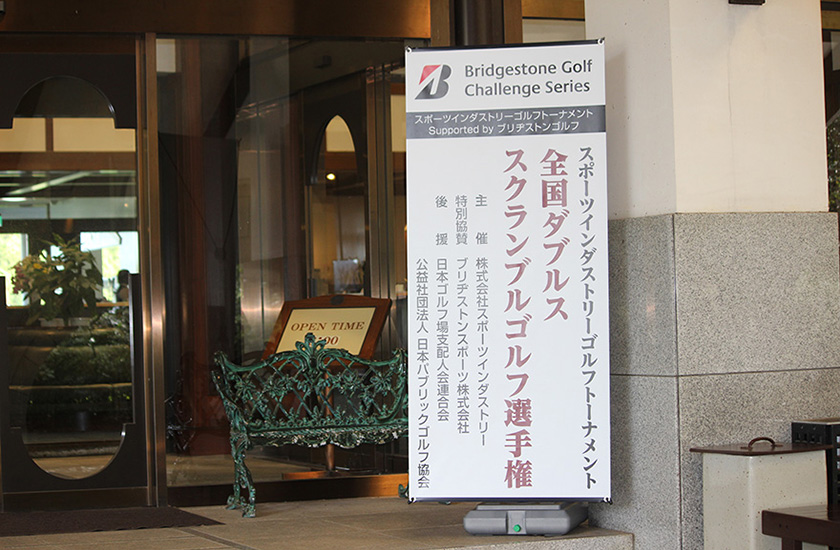 Bridgestone Golf
Challenge Series
スポーツインダストリーゴルフトーナメント
Supported by ブリヂストンゴルフ
スポーツインダストリーゴルフトーナメント
全国ダブルス
スクランブルゴルフ選手権
主催 株式会社スポーツインダストリー
特別協賛 ブリヂストンスポーツ株式会社
後援 日本ゴルフ場支配人会連合会
公益社団法人 日本パブリックゴルフ協会
OPEN TIME